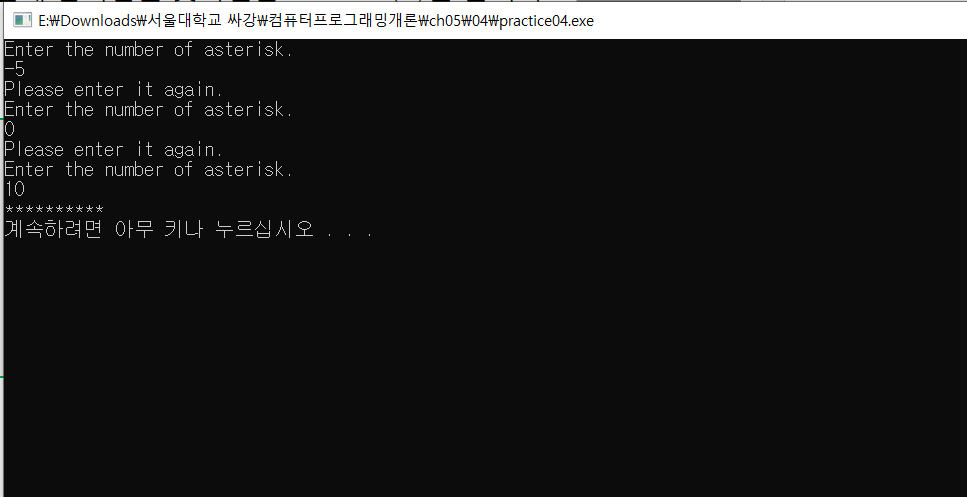 E:₩Downloads₩서울대학교 싸강₩컴퓨터프로그래밍개론₩ch05₩04₩practice04.exe
Enter the number of asterisk.
-5
Please enter it again.
Enter the number of asterisk.
0
Please enter it again.
Enter the number of asterisk.
10
**********
계속하려면 아무 키나 누르십시오 . . .